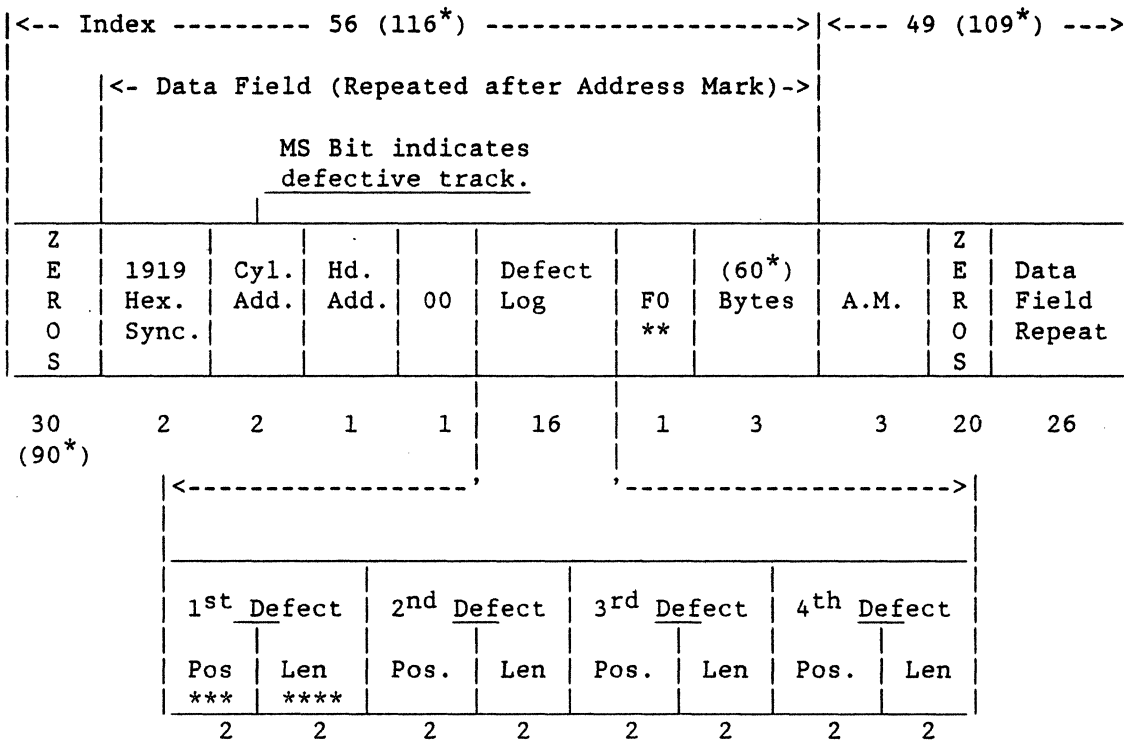 |<-- Index --------- 56 (116*) ------------------->|<--- 49 (109*) --->
|<- Data Field (Repeated after Address Mark)->|
MS Bit indicates
defective track.
Z E R O S | 1919 Hex. Sync. | Cyl. Add. | Hd. Add. | 00 | Defect Log | F0 ** | (60*) Bytes | A.M. | Z E R O S | Data Field Repeat
30 (90*) 2 2 1 1 16 1 3 3 20 26
|<-------------------' '--------------------->|
1st Defect | 2nd Defect | 3rd Defect | 4th Defect
Pos *** | Len **** | Pos. | Len | Pos. | Len | Pos. | Len
2 2 2 2 2 2 2 2